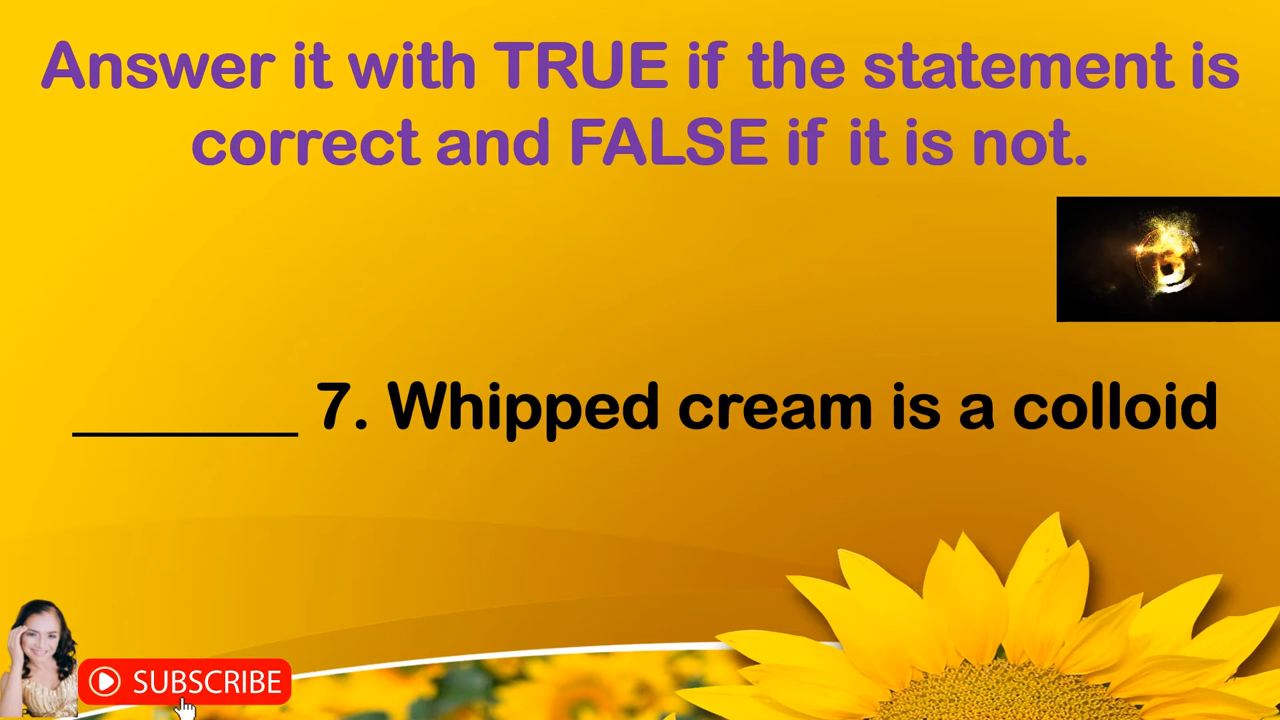 Answer it with TRUE if the statement is
correct and FALSE if it is not.
B
_______ 7. Whipped cream is a colloid
SUBSCRIBE